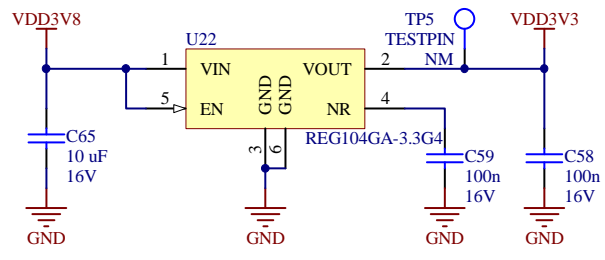 VDD3V8
TP5
VDD3V3
U22
TESTPIN
NM
1
VIN
VOUT
2
5
EN
GND
GND
NR
4
REG104GA-3.3G4
3
6
C65
10 uF
16V
C59
100n
16V
C58
100n
16V
GND
GND
GND
GND